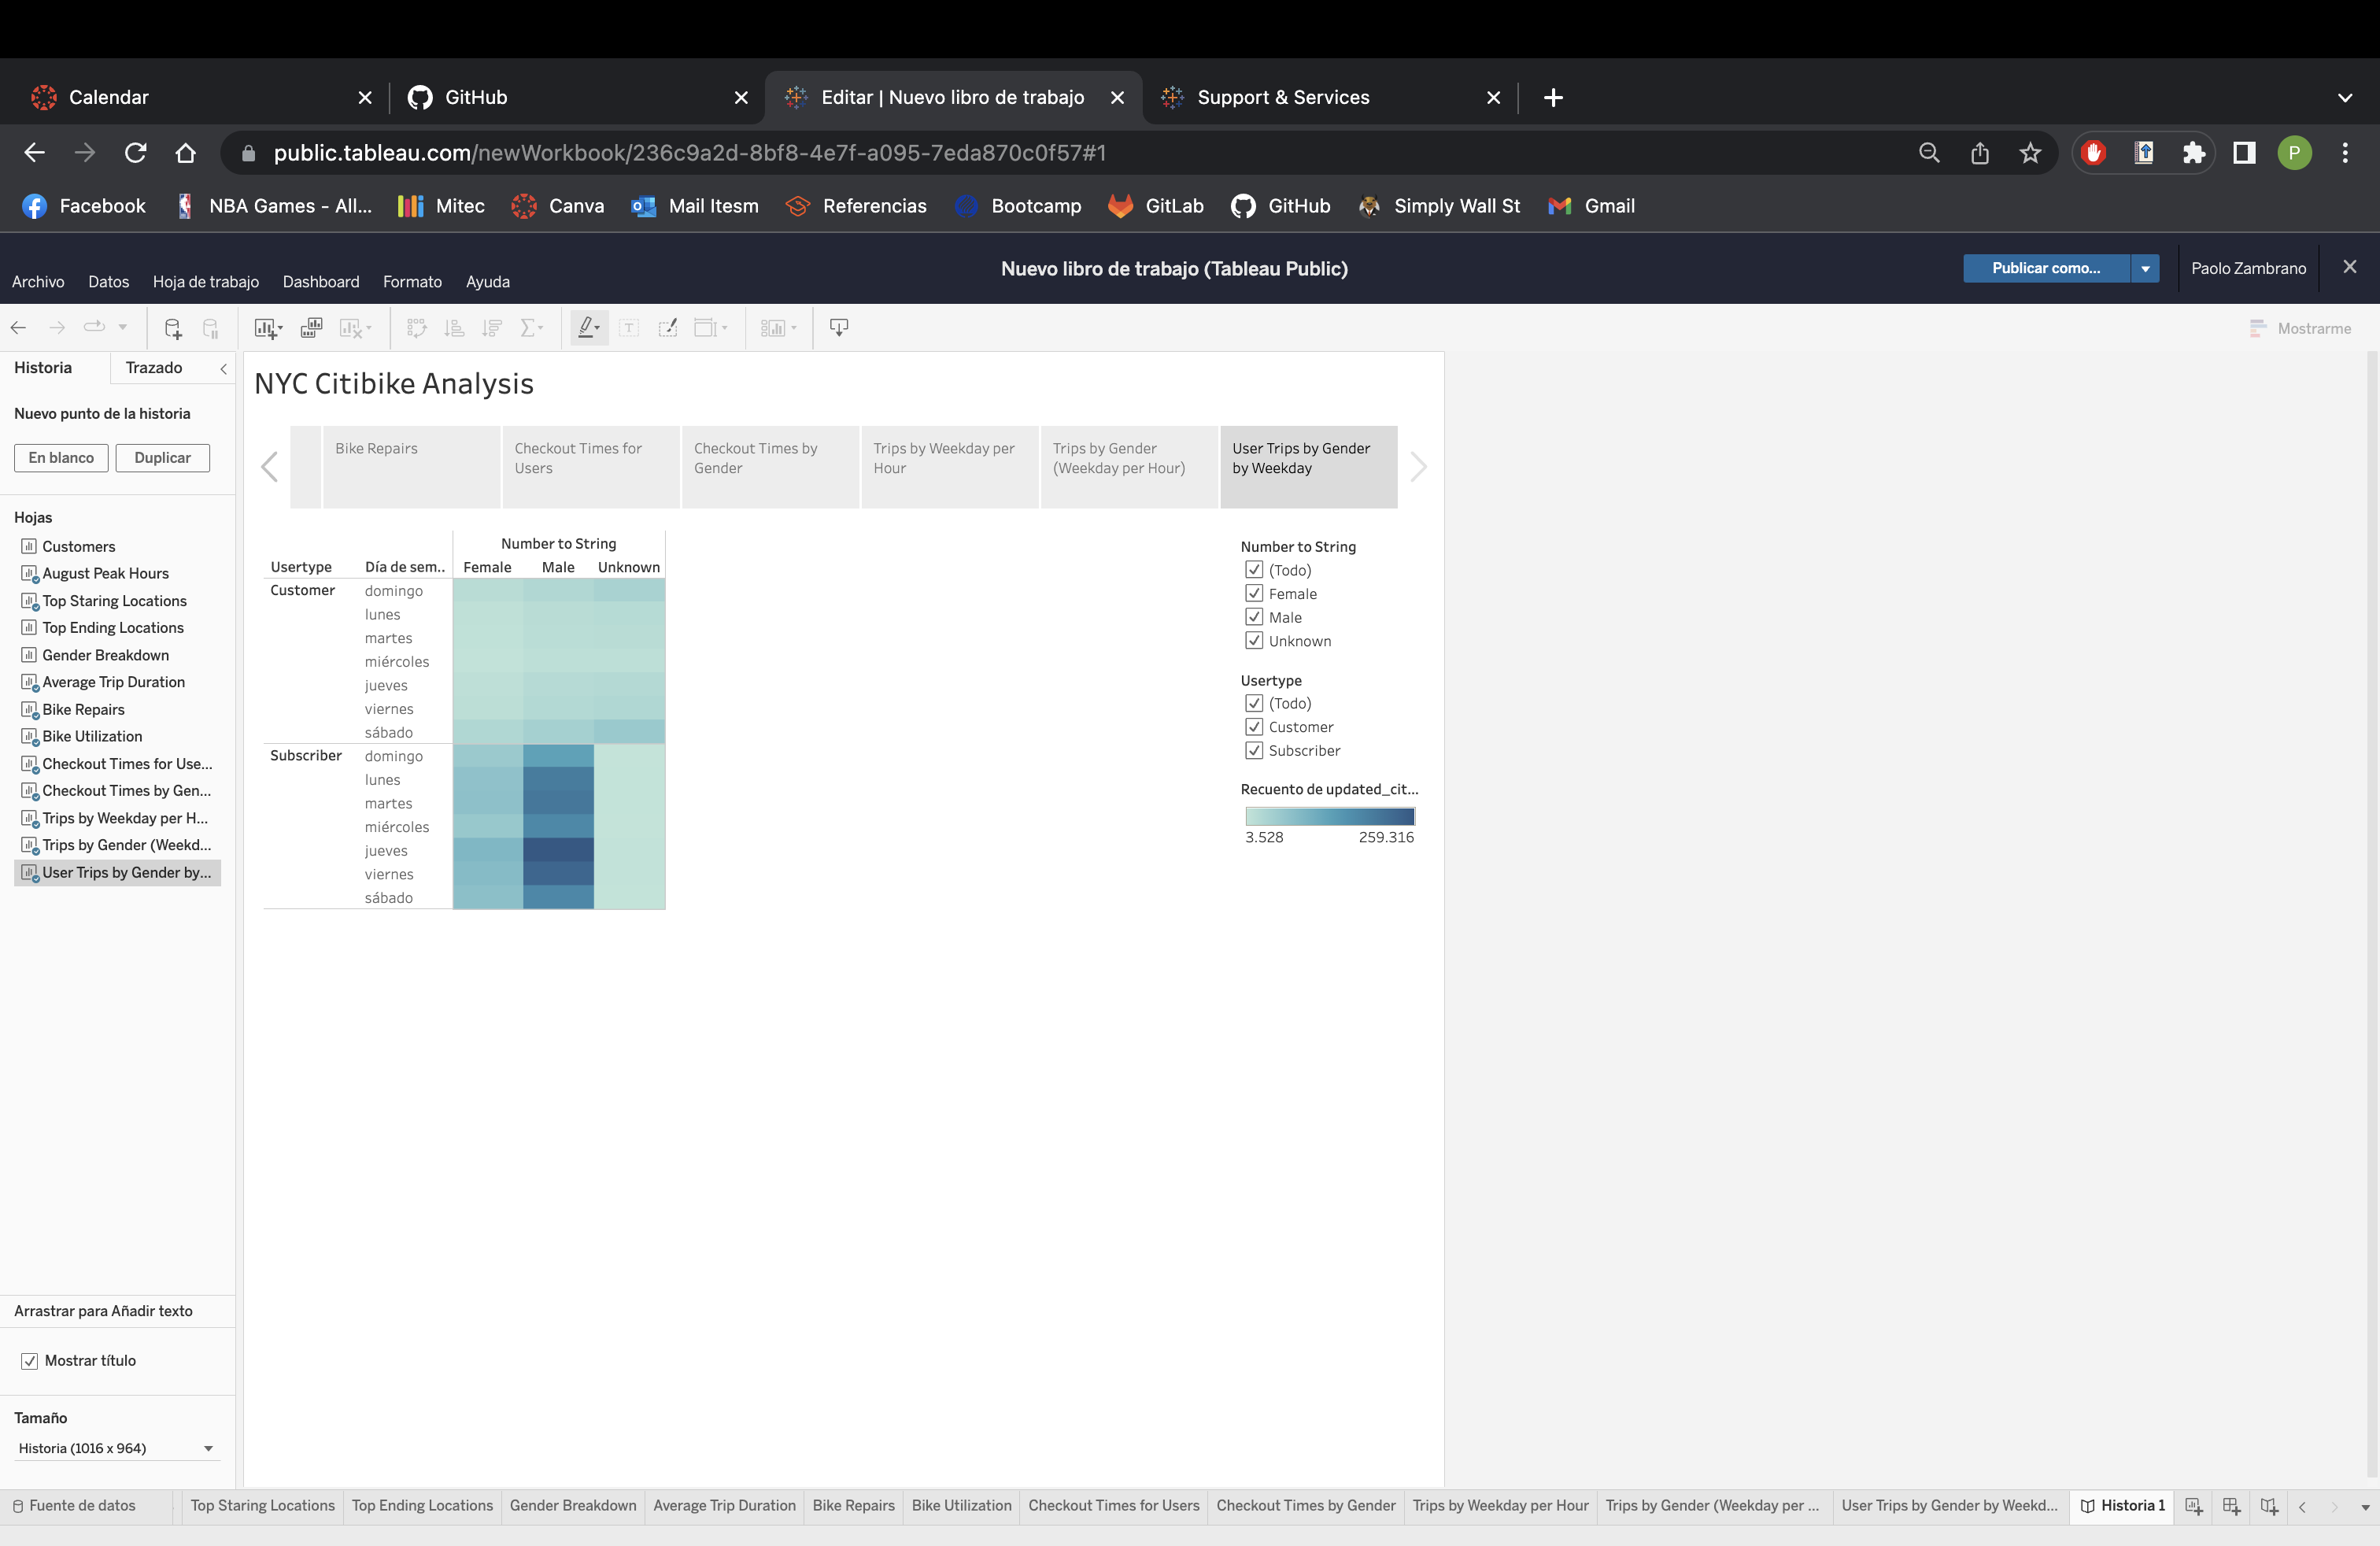 Calendar
GitHub
Editar | Nuevo libro de trabajo
Support & Services
public.tableau.com/newWorkbook/236c9a2d-8bf8-4e7f-a095-7eda870c0f57#1
P
Facebook
NBA Games - All...
Mitec
Canva
Mail Itesm
Referencias
Bootcamp
GitLab
GitHub
Simply Wall St
Gmail
Nuevo libro de trabajo (Tableau Public)
Publicar como...
Paolo Zambrano
Archivo
Datos
Hoja de trabajo
Dashboard
Formato
Ayuda
Mostrarme
Historia
Trazado
Nuevo punto de la historia
En blanco
Duplicar
Hojas
Customers
August Peak Hours
Top Staring Locations
Top Ending Locations
Gender Breakdown
Average Trip Duration
Bike Repairs
Bike Utilization
Checkout Times for Use...
Checkout Times by Gen...
Trips by Weekday per H...
Trips by Gender (Weekd...
User Trips by Gender by...
Arrastrar para Añadir texto
Mostrar título
Tamaño
Historia (1016 x 964)
NYC Citibike Analysis
Bike Repairs
Checkout Times for
Users
Checkout Times by
Gender
Trips by Weekday per
Hour
Trips by Gender
(Weekday per Hour)
User Trips by Gender
by Weekday
Number to String
Usertype
Día de sem..
Female
Male
Unknown
Customer
domingo
lunes
martes
miércoles
jueves
viernes
sábado
Subscriber
domingo
lunes
martes
miércoles
jueves
viernes
sábado
Number to String
(Todo)
Female
Male
Unknown
Usertype
(Todo)
Customer
Subscriber
Recuento de updated_cit...
3.528
259.316
Fuente de datos
Top Staring Locations
Top Ending Locations
Gender Breakdown
Average Trip Duration
Bike Repairs
Bike Utilization
Checkout Times for Users
Checkout Times by Gender
Trips by Weekday per Hour
Trips by Gender (Weekday per ...
User Trips by Gender by Weekd...
Historia 1